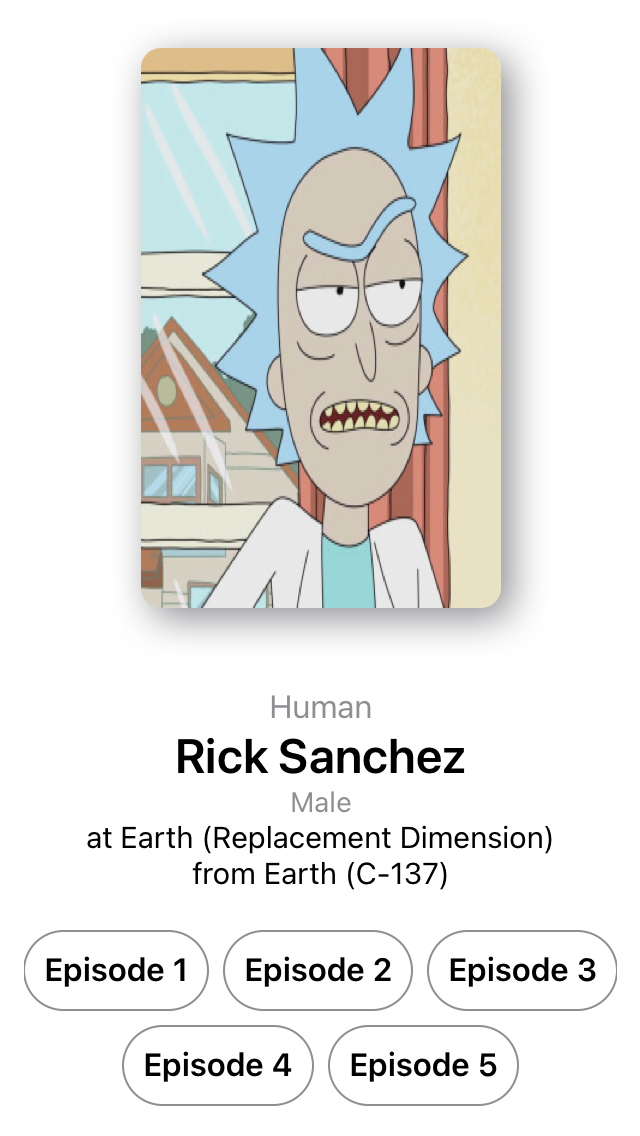 Human
Rick Sanchez
Male
at Earth (Replacement Dimension)
from Earth (C-137)
Episode 1 Episode 2 Episode 3
Episode 4 Episode 5